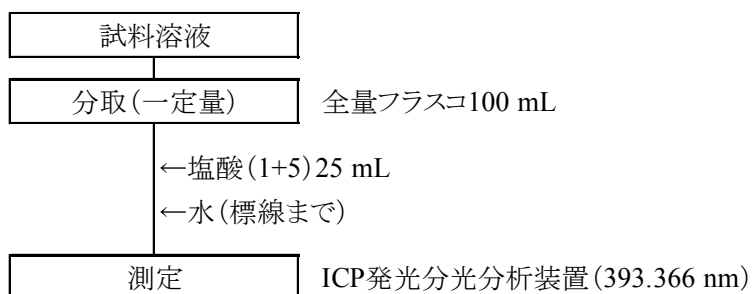 試料溶液
分取(一定量) 全量フラスコ100 mL
←塩酸(1+5)25 mL
←水(標線まで)
測定 ICP発光分光分析装置(393.366 nm)